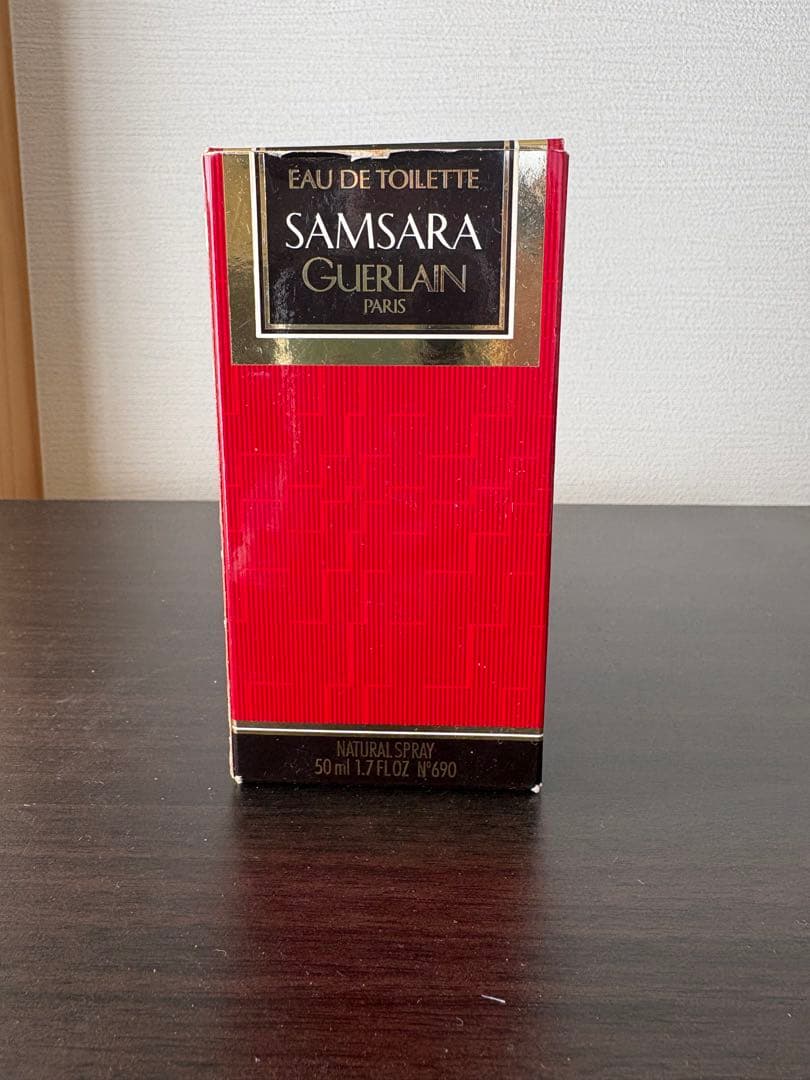 EAU DE TOILETTE
SAMSARA
GUERLAIN
PARIS
NATURAL SPRAY
50 ml 1.7 FL OZ N°690